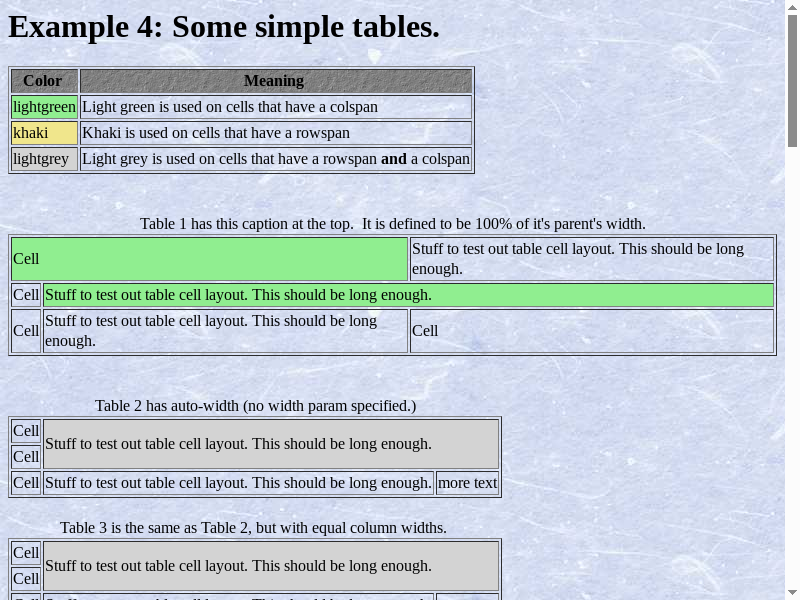 Example 4: Some simple tables.
Color Meaning
lightgreen Light green is used on cells that have a colspan
khaki Khaki is used on cells that have a rowspan
lightgrey Light grey is used on cells that have a rowspan and a colspan
Table 1 has this caption at the top.  It is defined to be 100% of it's parent's width.
Cell Stuff to test out table cell layout. This should be long
enough.
Cell Stuff to test out table cell layout. This should be long enough.
Cell Stuff to test out table cell layout. This should be long
enough. Cell
Table 2 has auto-width (no width param specified.)
Cell Stuff to test out table cell layout. This should be long enough.
Cell
Cell Stuff to test out table cell layout. This should be long enough. more text
Table 3 is the same as Table 2, but with equal column widths.
Cell Stuff to test out table cell layout. This should be long enough.
Cell